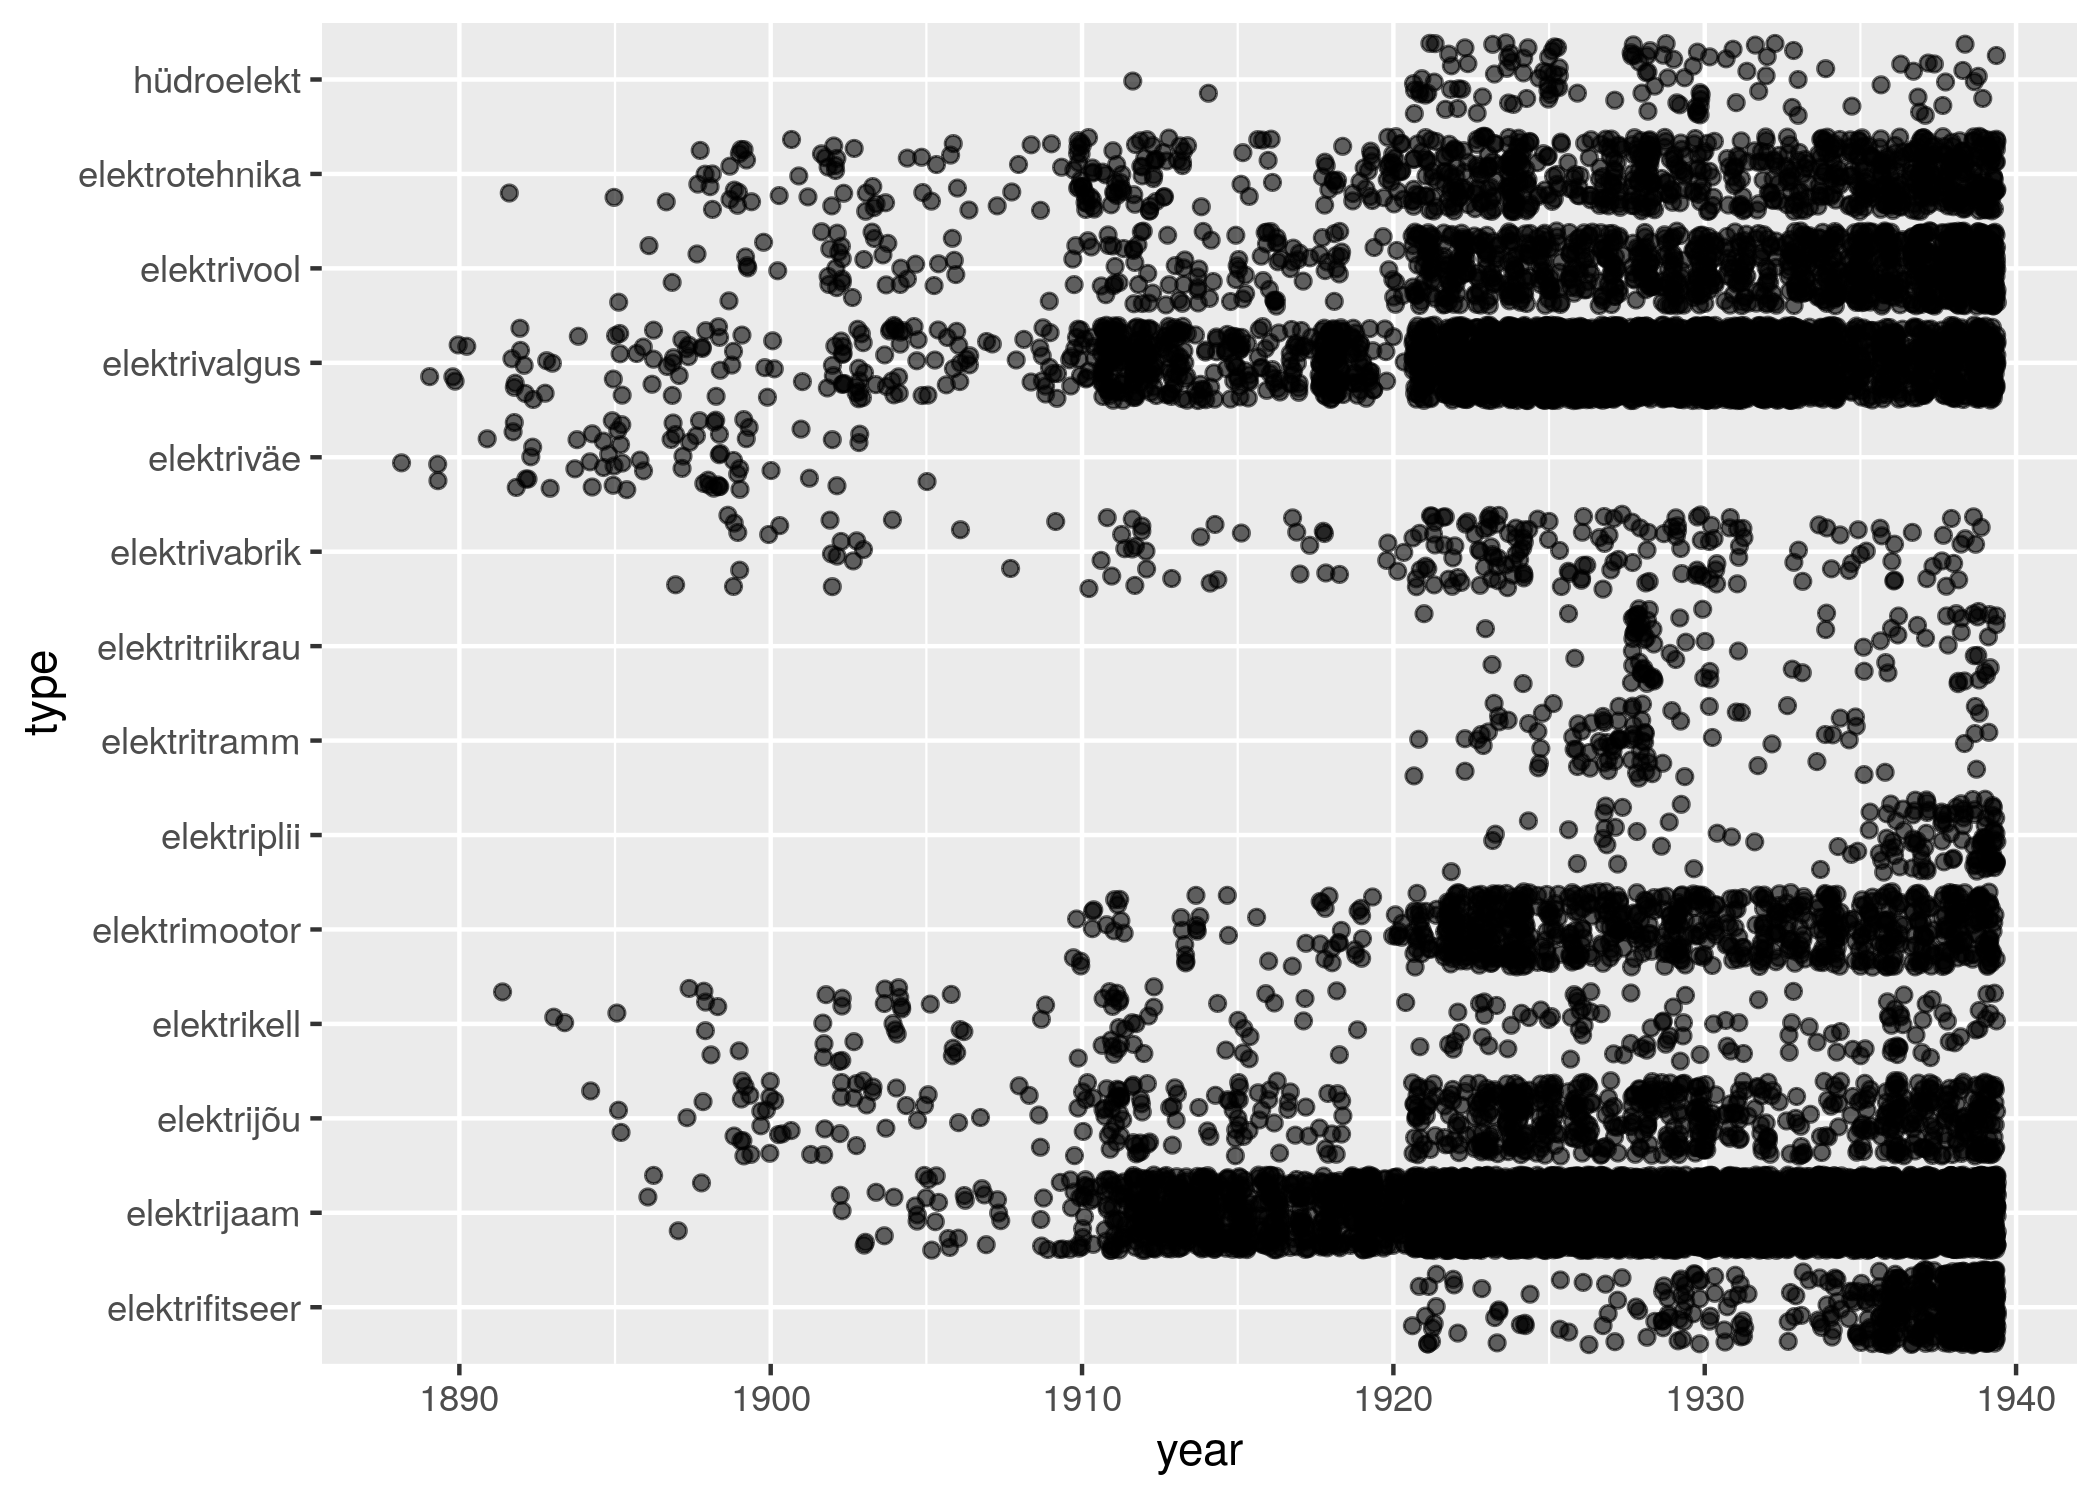 hüdroelekt
elektrotehnika
elektrivool
elektrivalgus
elektriväe
elektrivabrik
elektritriikrau
elektritramm
elektriplii
elektrimootor
elektrikell
elektrijõu
elektrijaam
elektrifitseer
type
1890 1900 1910 1920 1930 1940
year